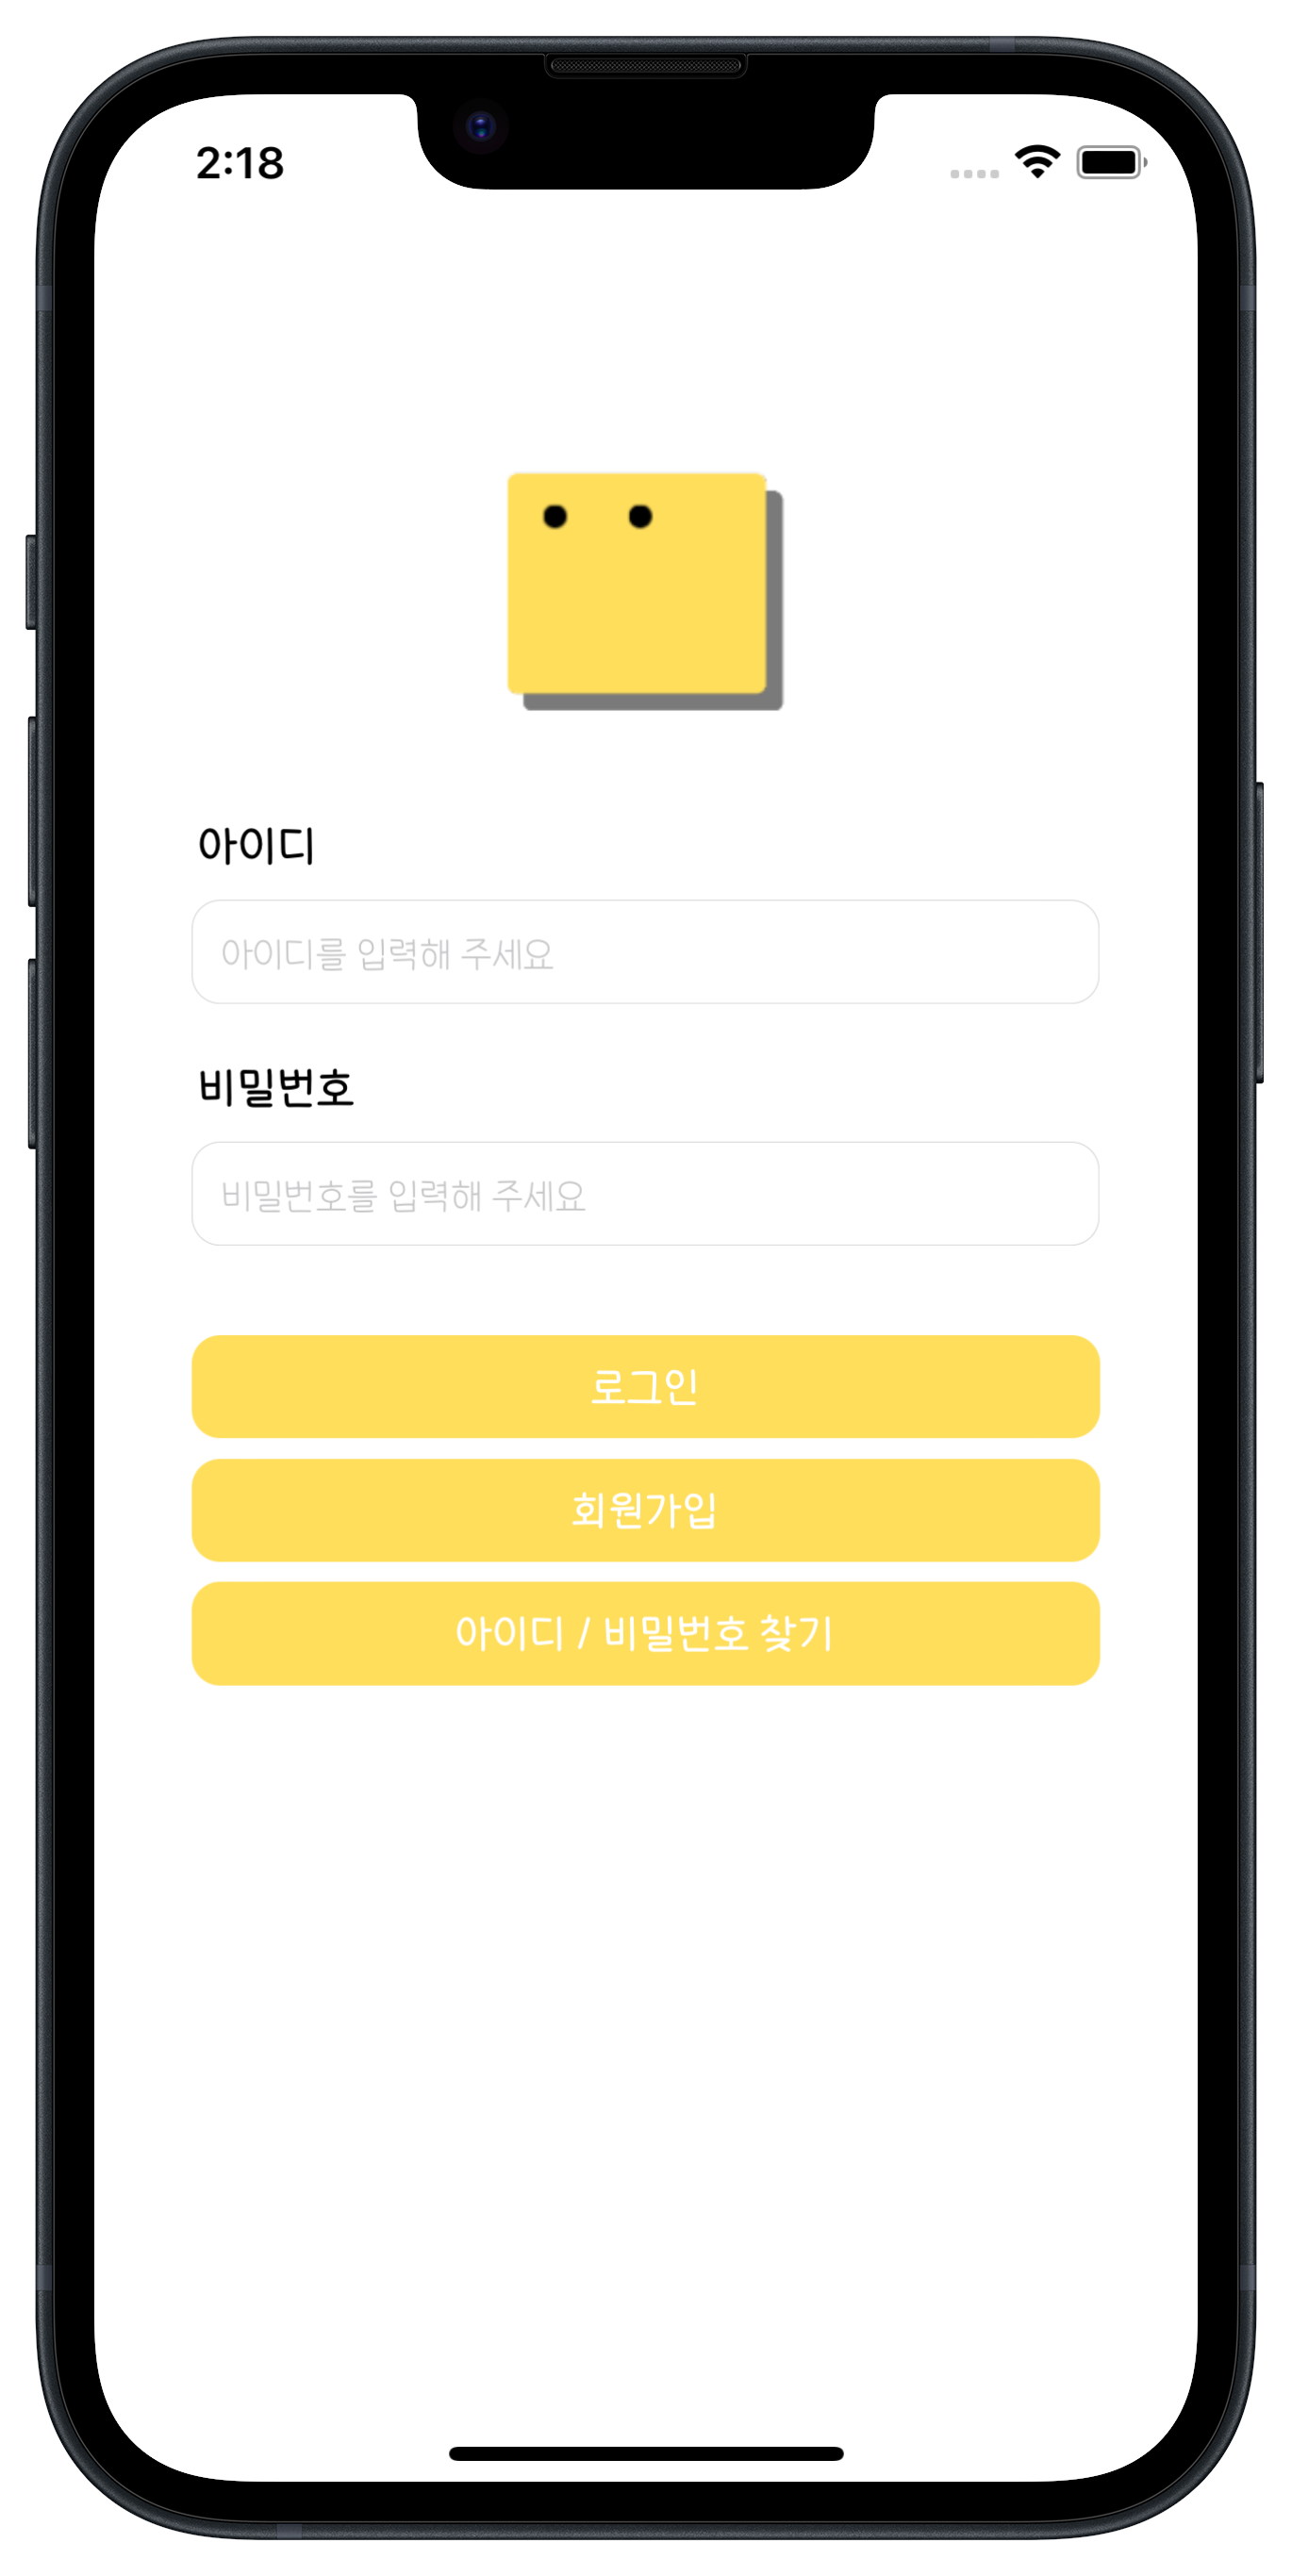 2:18
아이디
아이디를 입력해 주세요
비밀번호
비밀번호를 입력해 주세요
로그인
회원가입
아이디 / 비밀번호 찾기